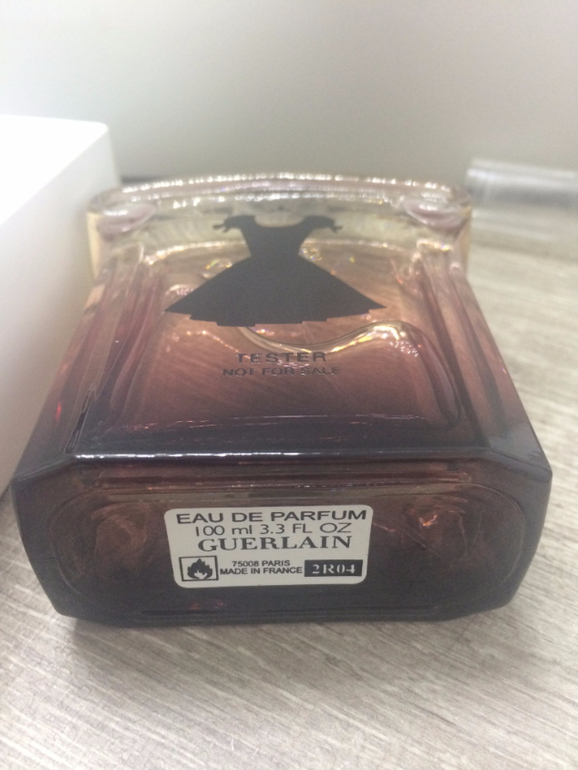 TESTER
NOT FOR SALE
EAU DE PARFUM
100 ml 3.3 FL OZ
GUERLAIN
75008 PARIS
MADE IN FRANCE 2R04